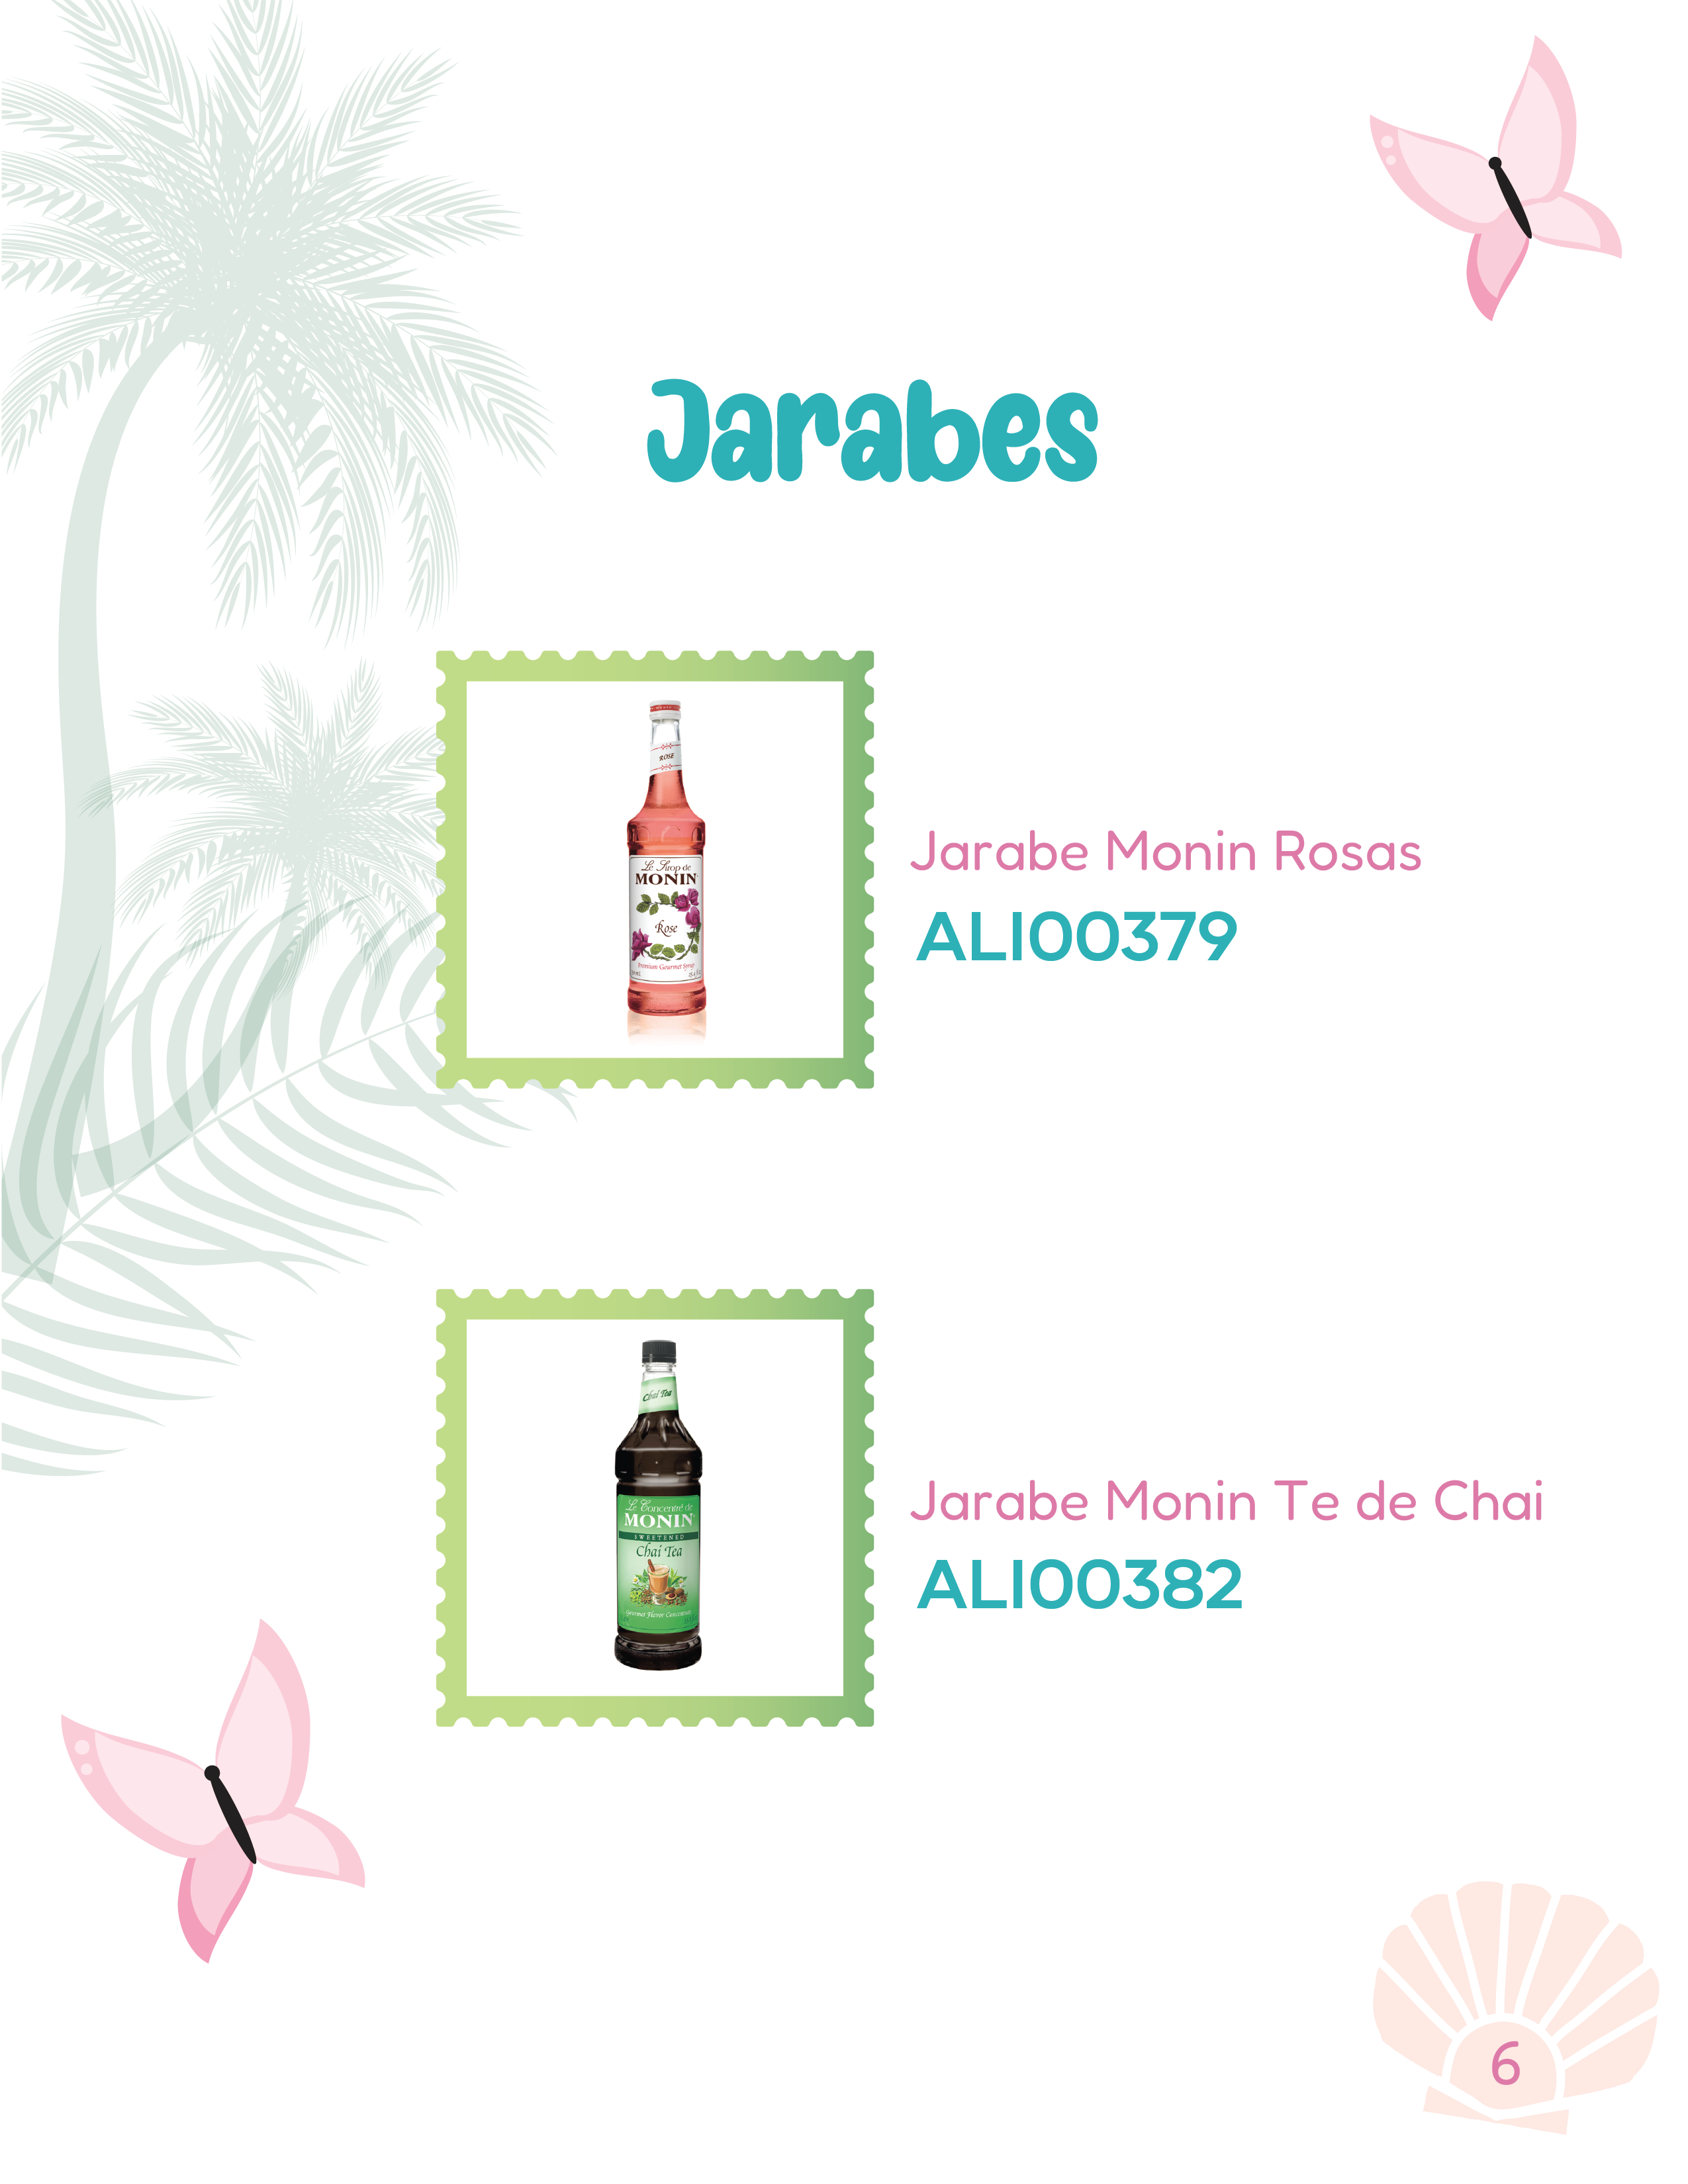 Jarabes
ROSE
Le Sirop de
MONIN
Rose
Premium Gourmet Syrup
Jarabe Monin Rosas
ALI00379
Chai Tea
Le Concentré de
MONIN
SWEETENED
Chai Tea
Gourmet Flavor Concentrate
Jarabe Monin Te de Chai
ALI00382
6